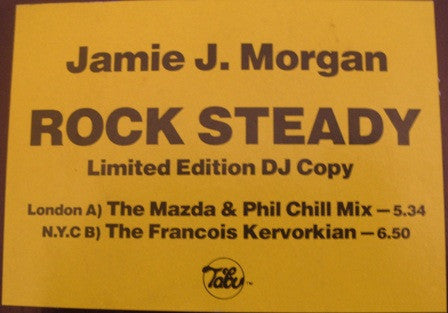 Jamie J. Morgan
ROCK STEADY
Limited Edition DJ Copy
London A) The Mazda & Phil Chill Mix – 5.34
N.Y.C B) The Francois Kervorkian – 6.50
Tabu ™